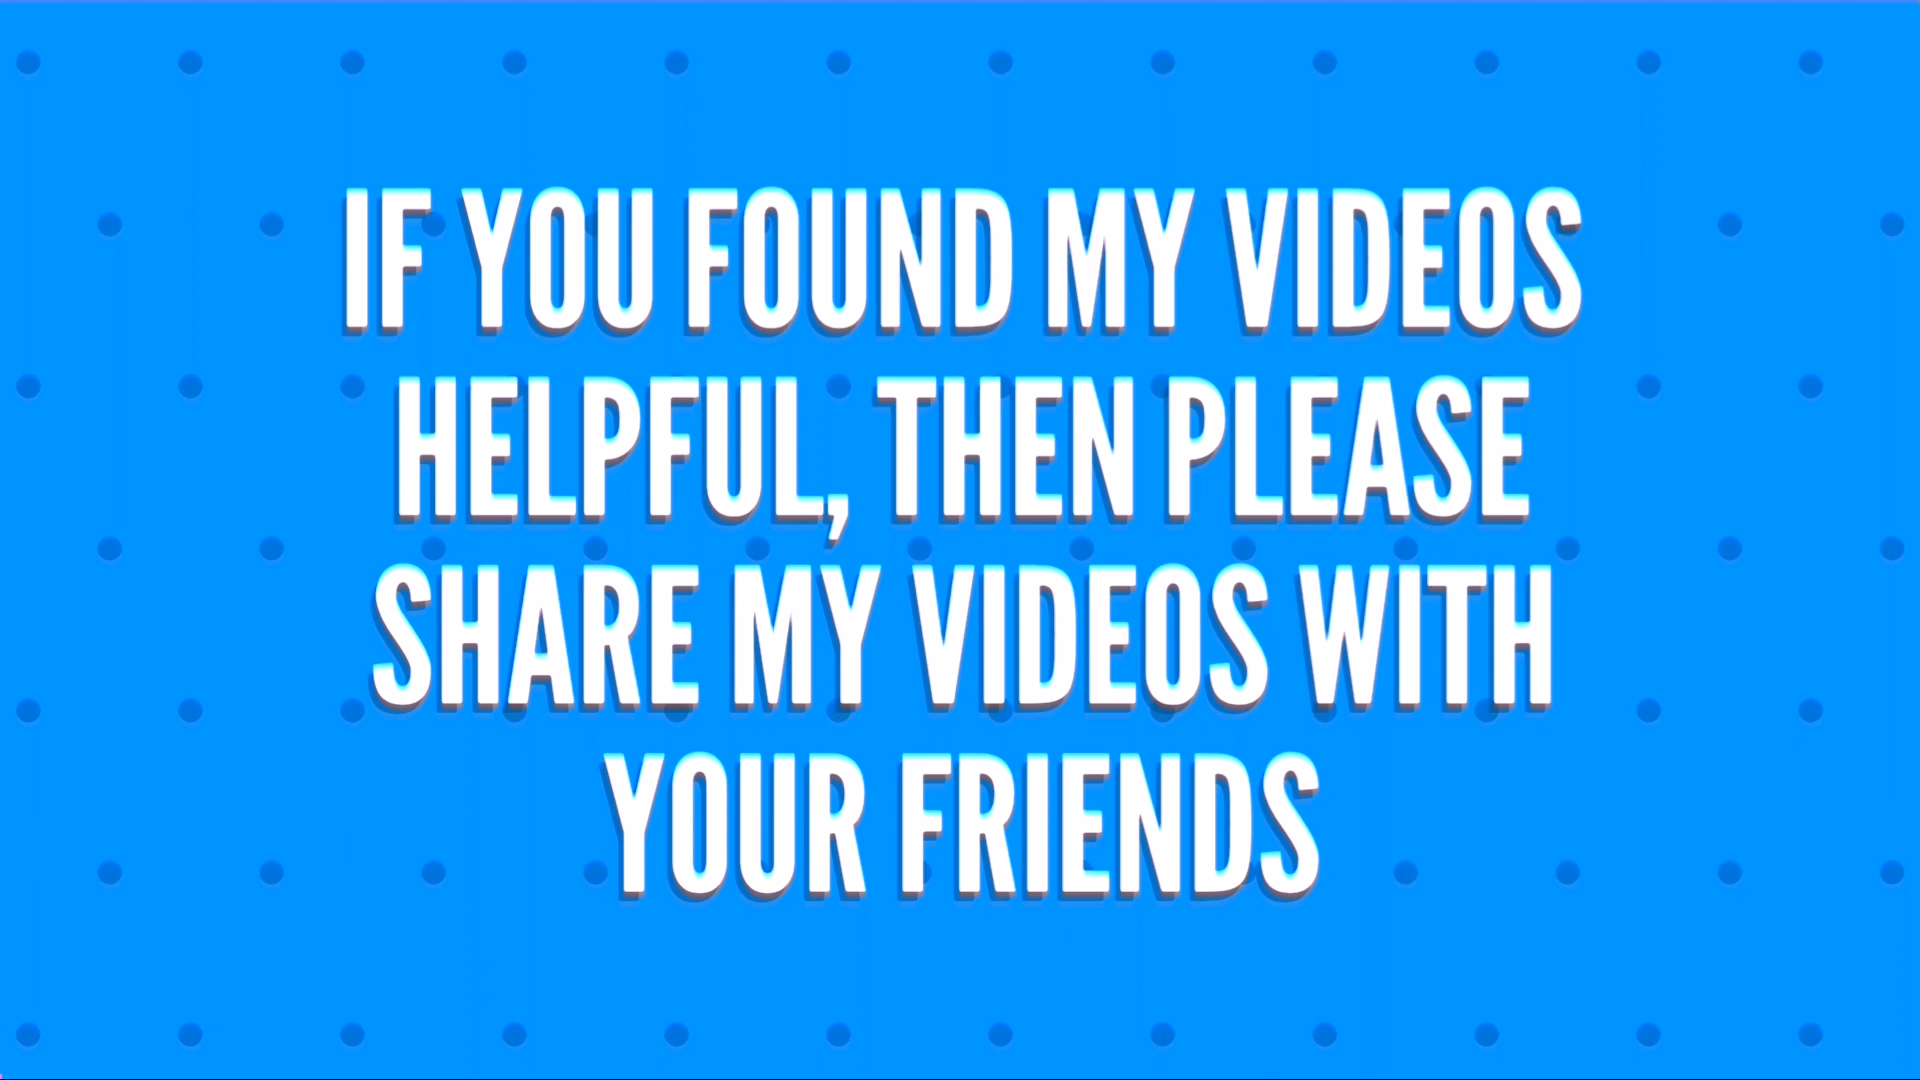 IF YOU FOUND MY VIDEOS
HELPFUL, THEN PLEASE
SHARE MY VIDEOS WITH
YOUR FRIENDS